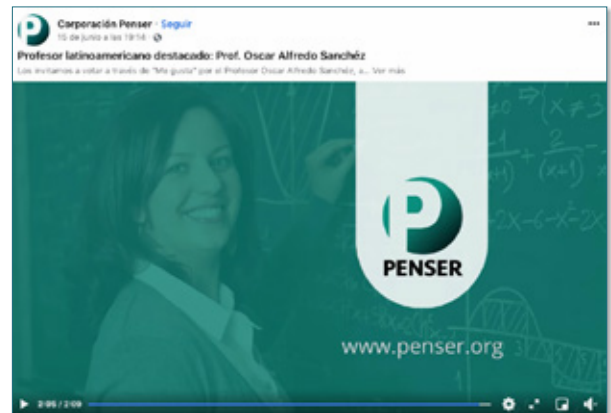 Corporación Penser · Seguir
15 de junio a las 19:14 ·
Profesor latinoamericano destacado: Prof. Oscar Alfredo Sanchéz
Los invitamos a votar a través de "Me gusta" por el Profesor Oscar Alfredo Sanchéz, a... Ver más
P
PENSER
www.penser.org
2:05 / 2:09